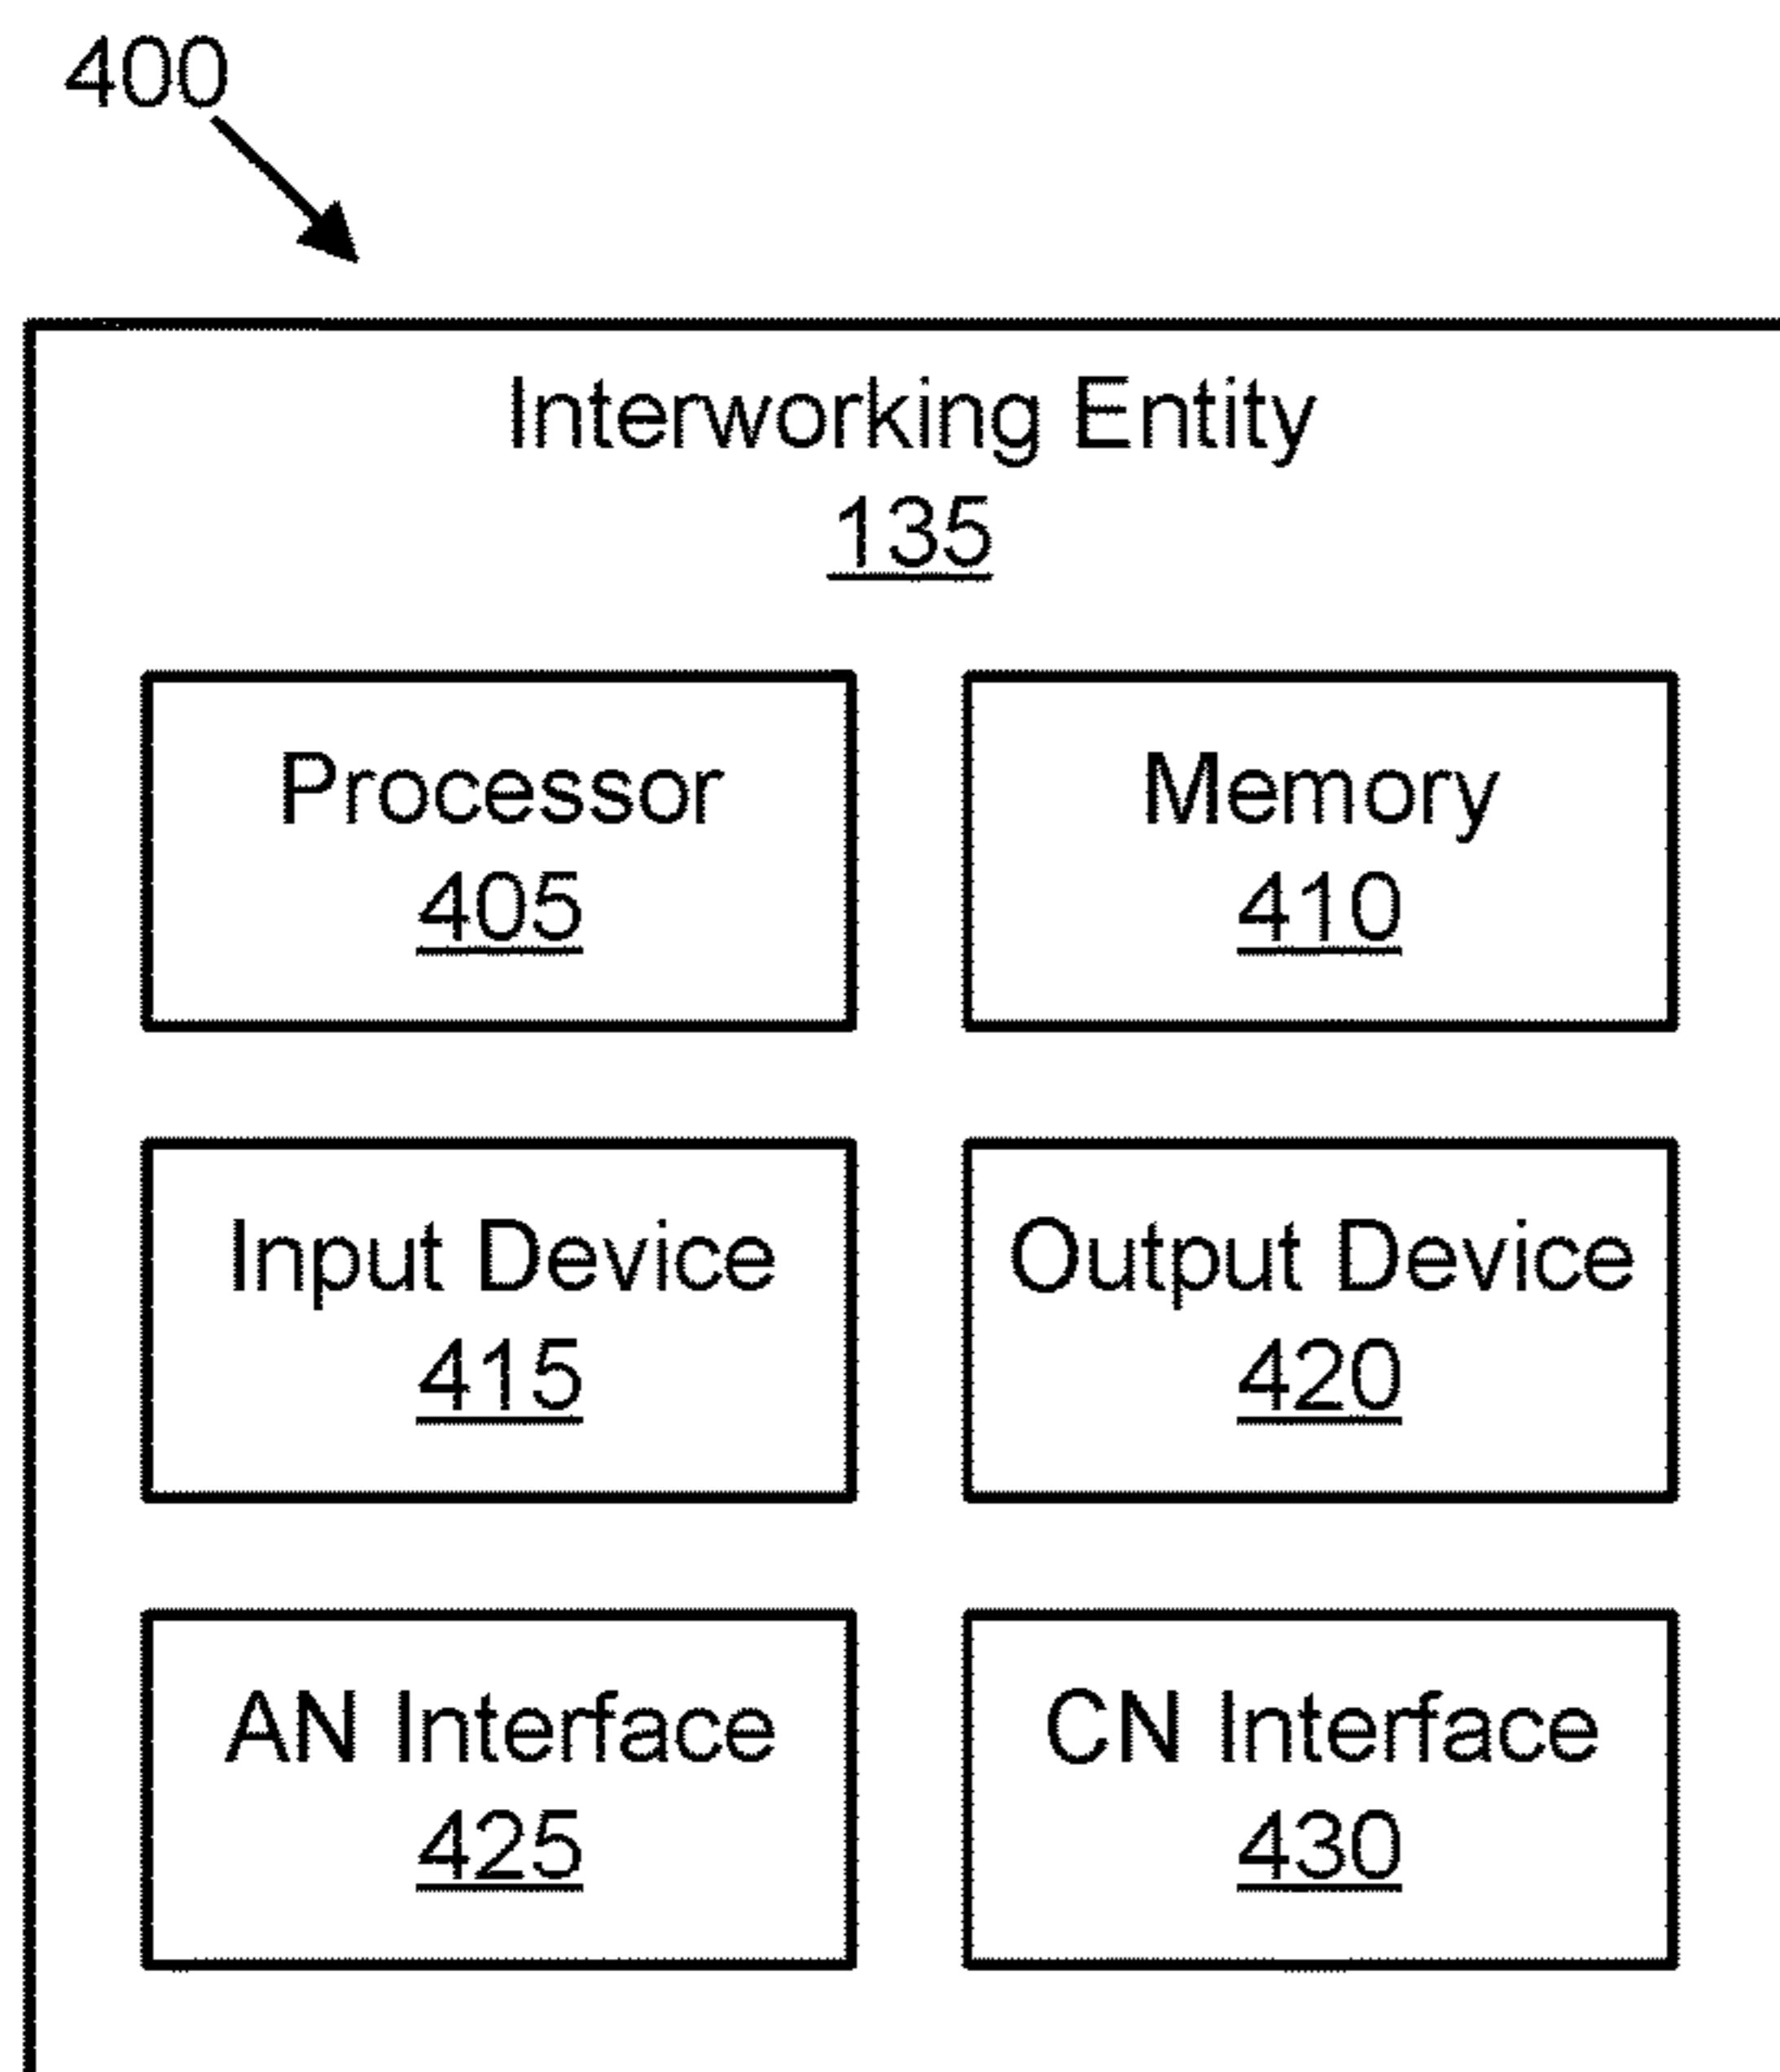 400
Interworking Entity
135
Processor
405
Memory
410
Input Device
415
Output Device
420
AN Interface
425
CN Interface
430